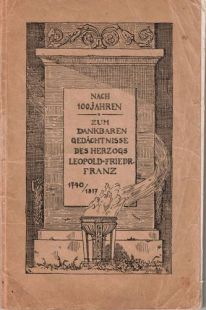 NACH
100 JAHREN
ZUM
DANKBAREN
GEDÄCHTNISSE
DES HERZOGS
LEOPOLD-FRIEDR.
FRANZ
1740/1817